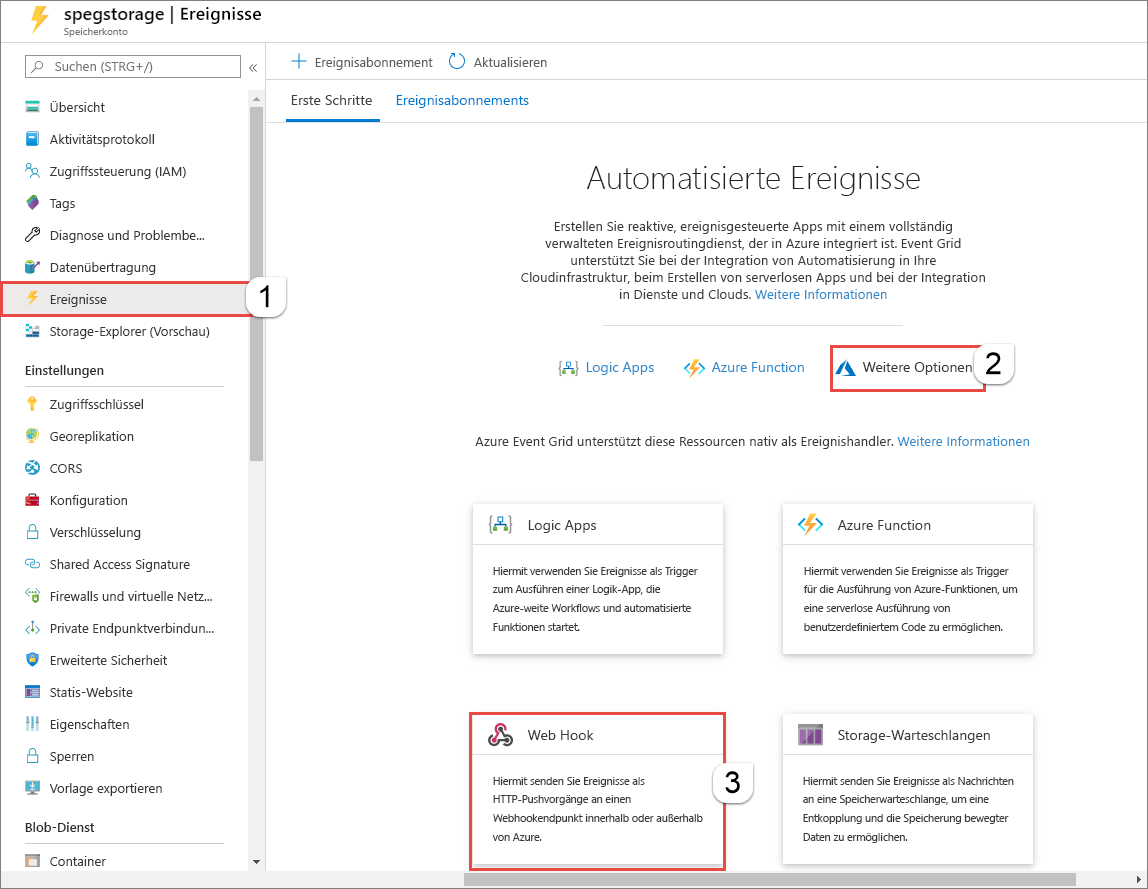 spegstorage | Ereignisse
Speicherkonto
Suchen (STRG+/)
«
Übersicht
Aktivitätsprotokoll
Zugriffssteuerung (IAM)
Tags
Diagnose und Problembe...
Datenübertragung
Ereignisse
1
Storage-Explorer (Vorschau)
Einstellungen
Zugriffsschlüssel
Georeplikation
CORS
Konfiguration
Verschlüsselung
Shared Access Signature
Firewalls und virtuelle Netz...
Private Endpunktverbindun...
Erweiterte Sicherheit
Statis-Website
Eigenschaften
Sperren
Vorlage exportieren
Blob-Dienst
Container
Ereignisabonnement
Aktualisieren
Erste Schritte
Ereignisabonnements
Automatisierte Ereignisse
Erstellen Sie reaktive, ereignisgesteuerte Apps mit einem vollständig
verwalteten Ereignisroutingdienst, der in Azure integriert ist. Event Grid
unterstützt Sie bei der Integration von Automatisierung in Ihre
Cloudinfrastruktur, beim Erstellen von serverlosen Apps und bei der Integration
in Dienste und Clouds. Weitere Informationen
Logic Apps
Azure Function
Weitere Optionen
2
Azure Event Grid unterstützt diese Ressourcen nativ als Ereignishandler. Weitere Informationen
Logic Apps
Hiermit verwenden Sie Ereignisse als Trigger
zum Ausführen einer Logik-App, die
Azure-weite Workflows und automatisierte
Funktionen startet.
Azure Function
Hiermit verwenden Sie Ereignisse als Trigger
für die Ausführung von Azure-Funktionen, um
eine serverlose Ausführung von
benutzerdefiniertem Code zu ermöglichen.
Web Hook
Hiermit senden Sie Ereignisse als
HTTP-Pushvorgänge an einen
Webhookendpunkt innerhalb oder außerhalb
von Azure.
3
Storage-Warteschlangen
Hiermit senden Sie Ereignisse als Nachrichten
an eine Speicherwarteschlange, um eine
Entkopplung und die Speicherung bewegter
Daten zu ermöglichen.